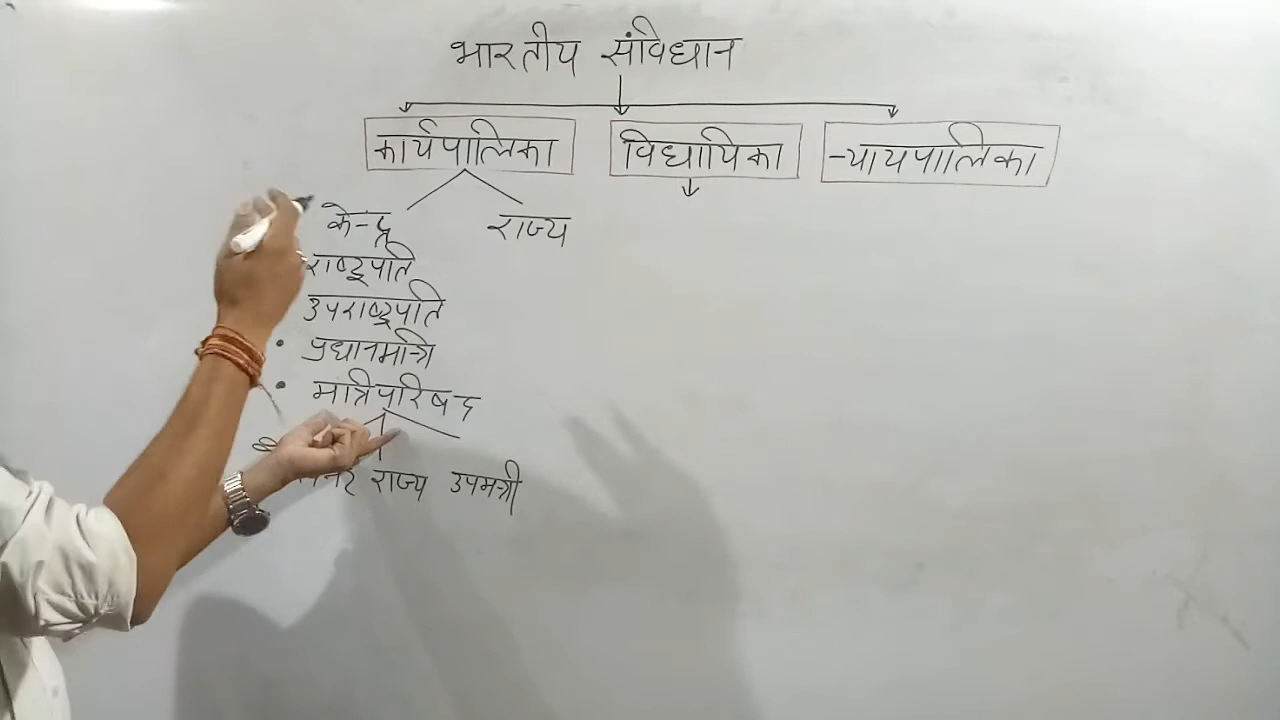 भारतीय संविधान
कार्यपालिका विधायिका न्यायपालिका
केन्द्र राज्य
राष्ट्रपति
उपराष्ट्रपति
• प्रधानमंत्रि
• मंत्रिपरिषद
राज्य उपमंत्री